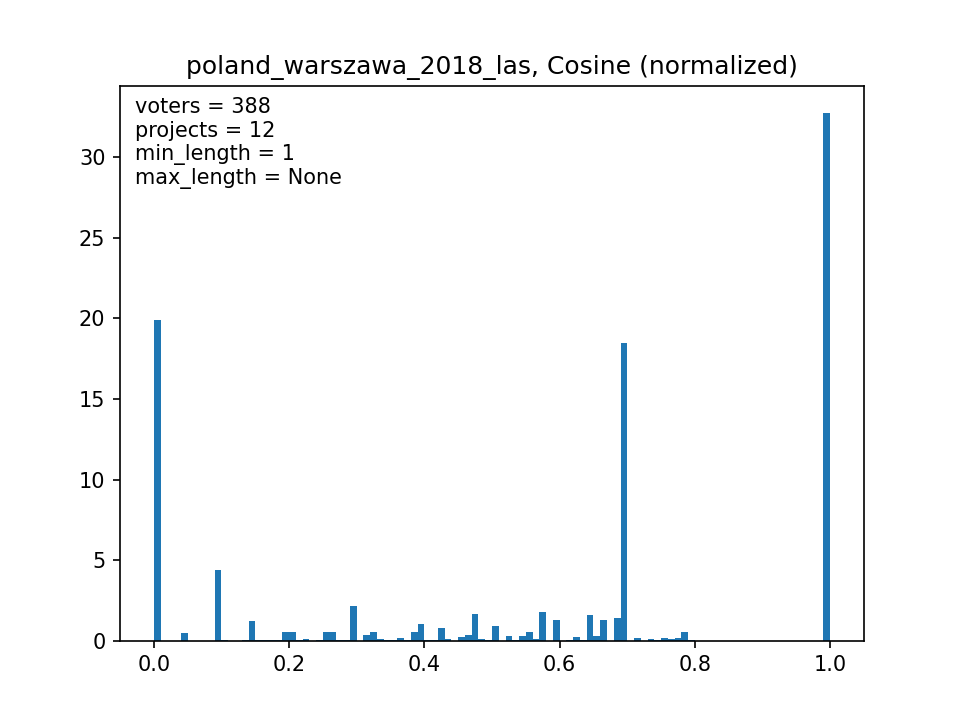 poland_warszawa_2018_las, Cosine (normalized)
voters = 388
projects = 12
min_length = 1
max_length = None
30
25
20
15
10
5
0
0.0 0.2 0.4 0.6 0.8 1.0